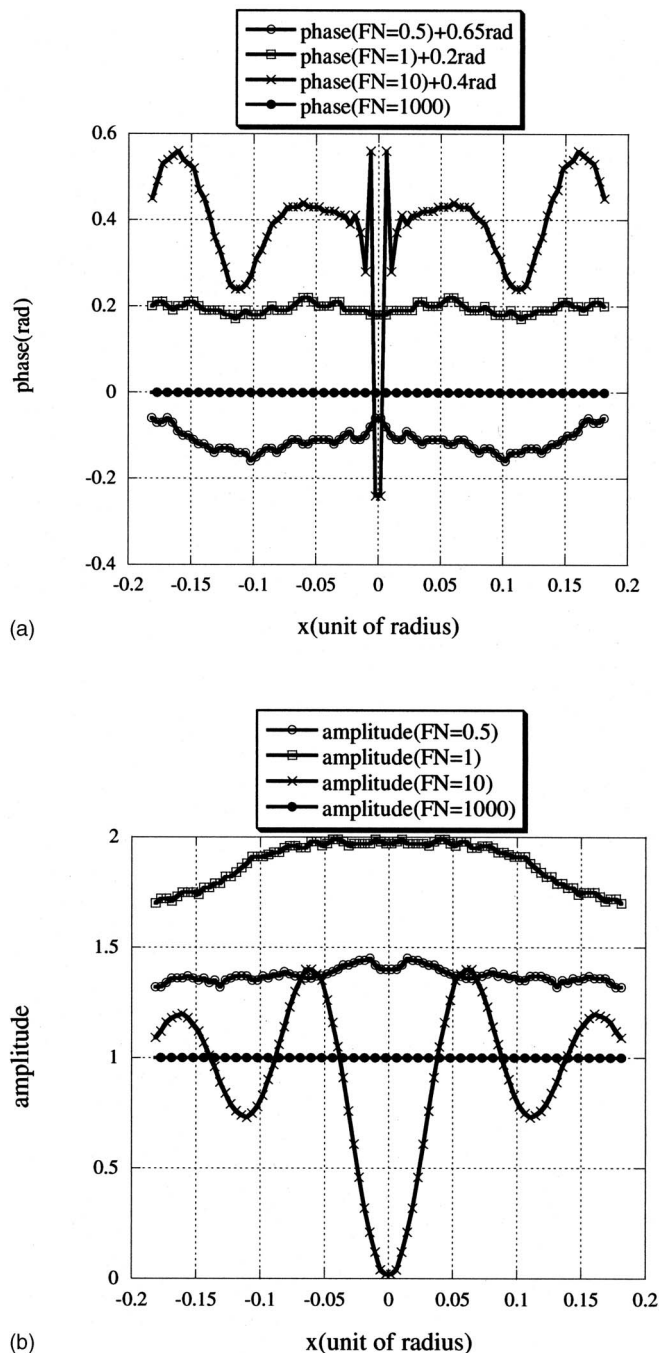 phase(FN=0.5)+0.65rad
phase(FN=1)+0.2rad
phase(FN=10)+0.4rad
phase(FN=1000)
0.6
0.4
0.2
0
-0.2
-0.4
phase(rad)
-0.2 -0.15 -0.1 -0.05 0 0.05 0.1 0.15 0.2
x(unit of radius)
(a)
amplitude(FN=0.5)
amplitude(FN=1)
amplitude(FN=10)
amplitude(FN=1000)
2
1.5
1
0.5
0
amplitude
-0.2 -0.15 -0.1 -0.05 0 0.05 0.1 0.15 0.2
x(unit of radius)
(b)